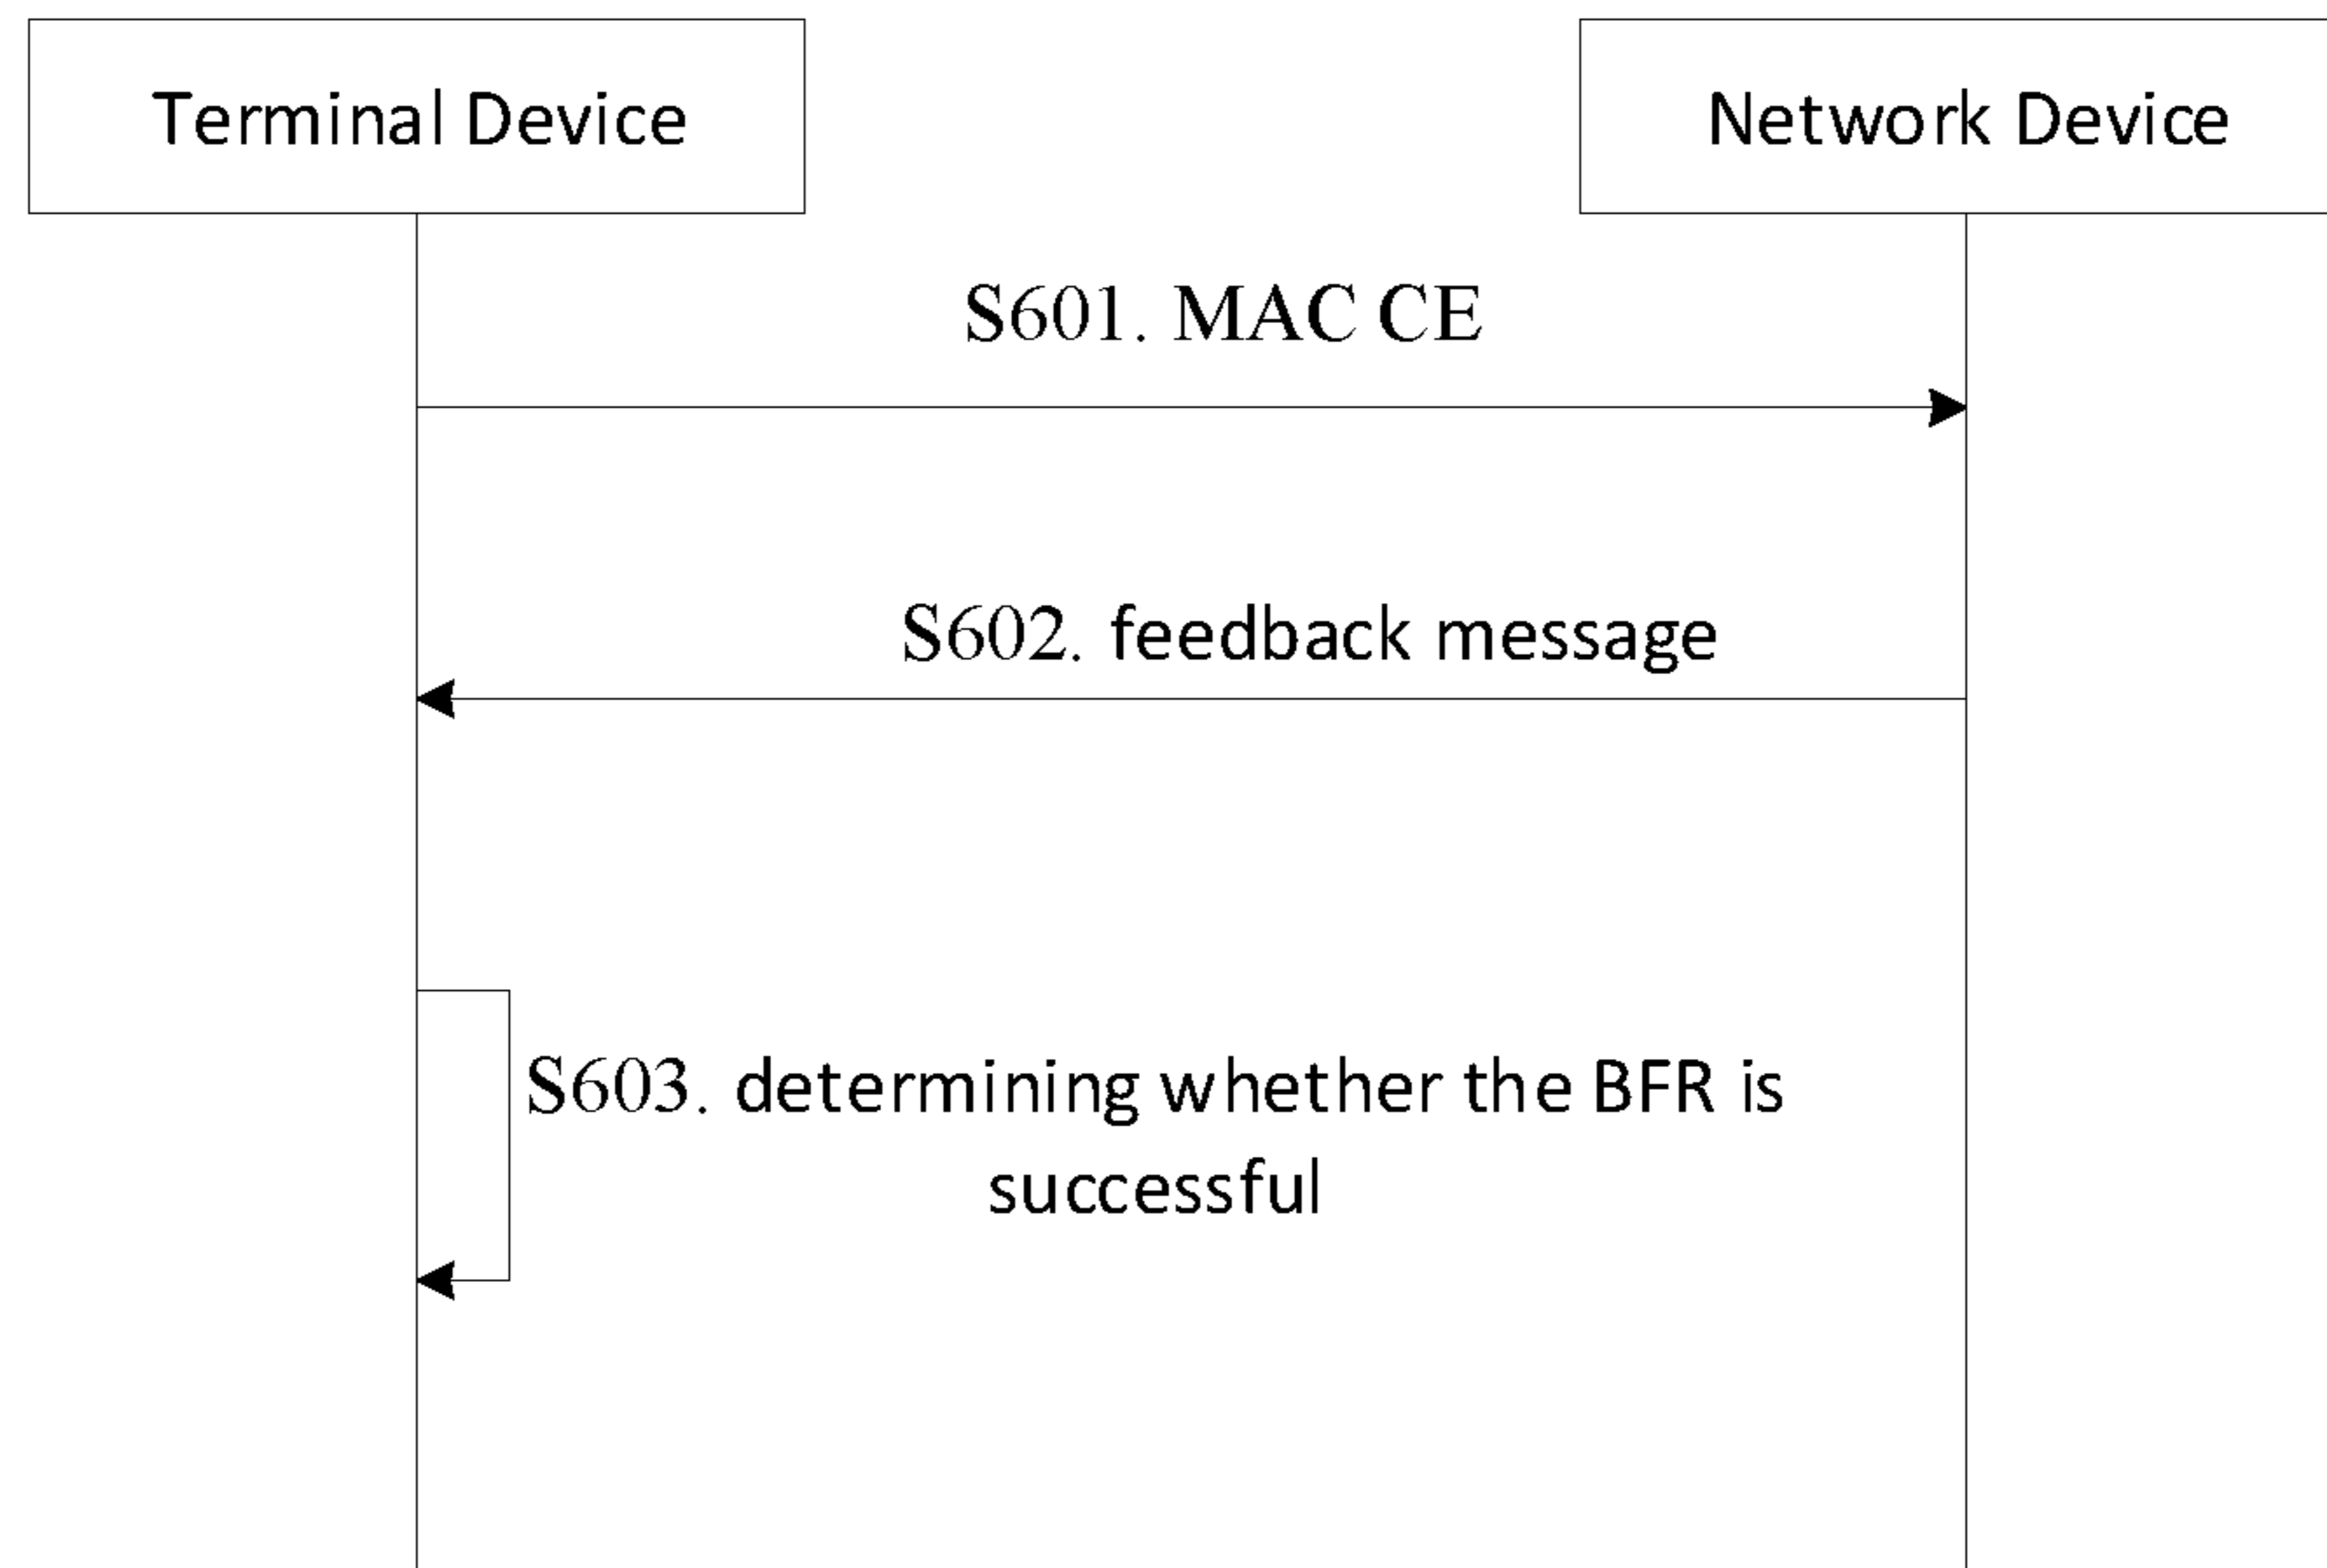 Terminal Device
Network Device
S601. MAC CE
S602. feedback message
S603. determining whether the BFR is
successful